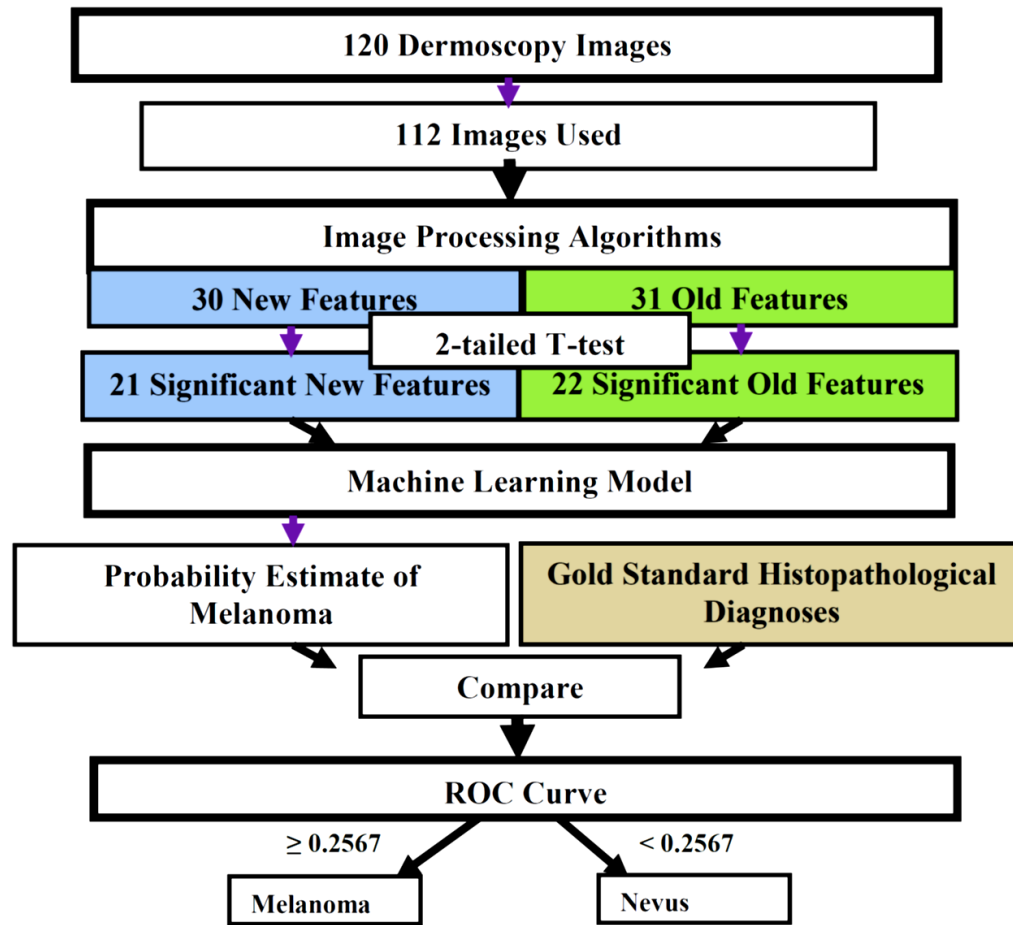 120 Dermoscopy Images
112 Images Used
Image Processing Algorithms
30 New Features
31 Old Features
2-tailed T-test
21 Significant New Features
22 Significant Old Features
Machine Learning Model
Probability Estimate of
Melanoma
Gold Standard Histopathological
Diagnoses
Compare
ROC Curve
≥ 0.2567
< 0.2567
Melanoma
Nevus